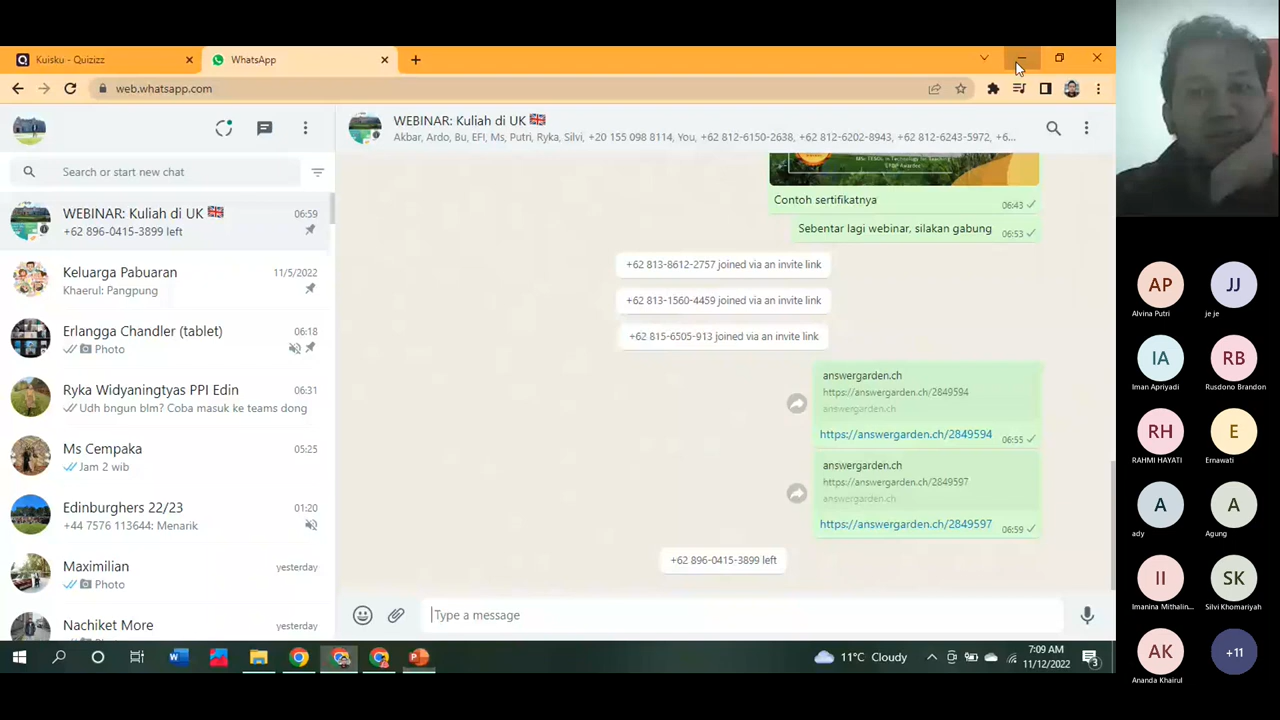 Kuisku - Quizizz
WhatsApp
web.whatsapp.com
WEBINAR: Kuliah di UK
Akbar, Ardo, Bu, EFI, Ms, Putri, Ryka, Silvi, +20 155 098 8114, You, +62 812-6150-2638, +62 812-6202-8943, +62 812-6243-5972, +6...
Search or start new chat
WEBINAR: Kuliah di UK 06:59
+62 896-0415-3899 left
Keluarga Pabuaran 11/5/2022
Khaerul: Pangpung
Erlangga Chandler (tablet) 06:18
Photo
Ryka Widyaningtyas PPI Edin 06:31
Udh bngun blm? Coba masuk ke teams dong
Ms Cempaka 05:25
Jam 2 wib
Edinburghers 22/23 01:20
+44 7576 113644: Menarik
Maximilian yesterday
Photo
Nachiket More yesterday
Contoh sertifikatnya 06:43
Sebentar lagi webinar, silakan gabung 06:53
+62 813-8612-2757 joined via an invite link
+62 813-1560-4459 joined via an invite link
+62 815-6505-913 joined via an invite link
answergarden.ch
https://answergarden.ch/2849594
answergarden.ch
https://answergarden.ch/2849594 06:55
answergarden.ch
https://answergarden.ch/2849597
answergarden.ch
https://answergarden.ch/2849597 06:59
+62 896-0415-3899 left
Type a message
11°C Cloudy
7:09 AM
11/12/2022
3
AP
Alvina Putri
JJ
je je
IA
Iman Apriyadi
RB
Rusdono Brandon
RH
RAHMI HAYATI
E
Ernawati
A
ady
A
Agung
II
Imanina Mithalin...
SK
Silvi Khomariyah
AK
Ananda Khairul
+11